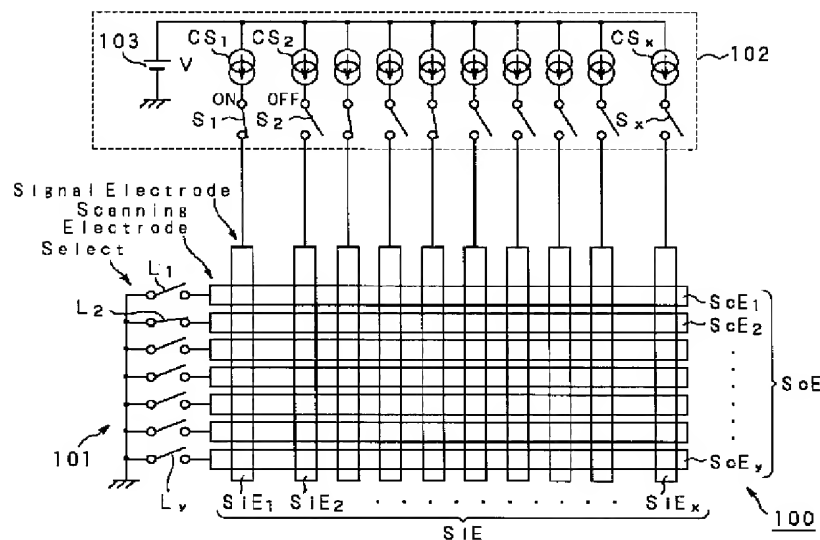 103
V
CS1
CS2
CSx
102
ON
OFF
S1
S2
Sx
Signal Electrode
Scanning
Electrode
Select
L1
L2
ScE1
ScE2
ScE
101
Ly
ScEy
SiE1
SiE2
SiEx
SiE
100